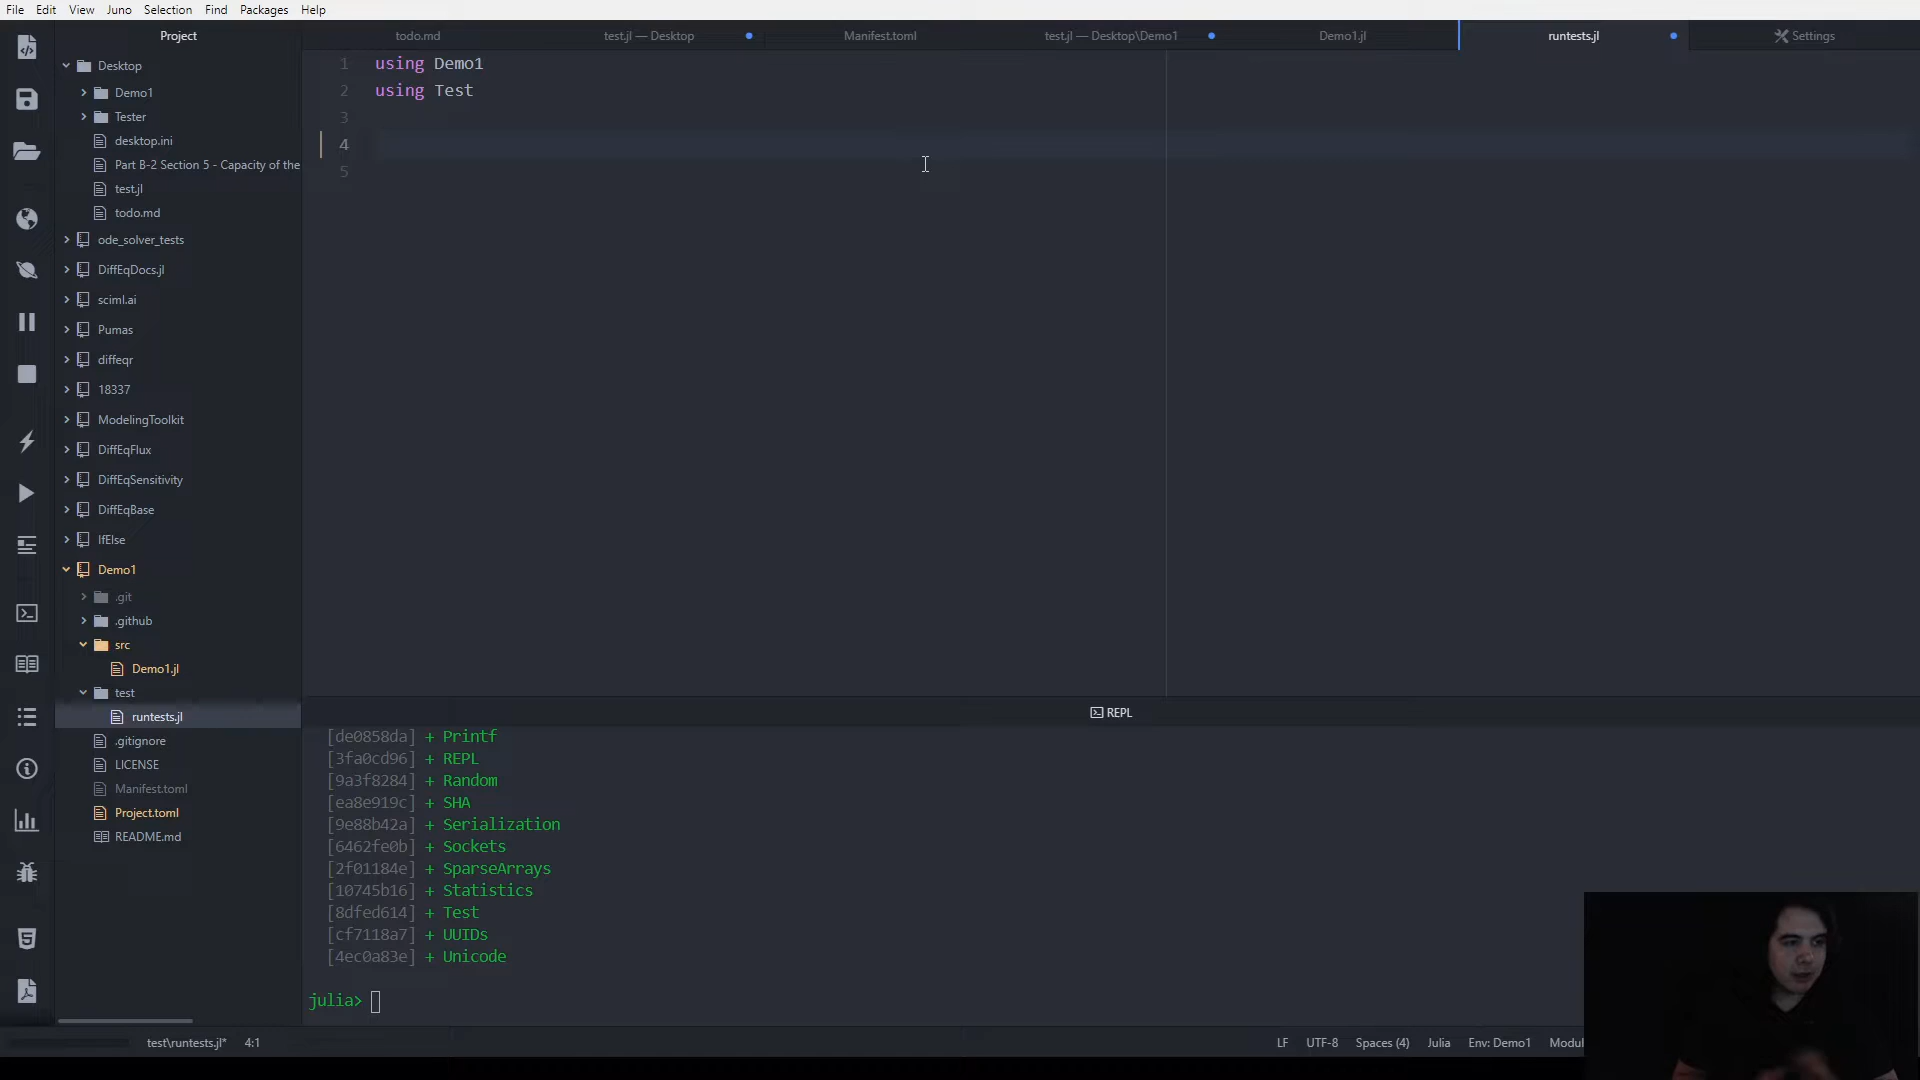 File Edit View Juno Selection Find Packages Help
Project
todo.md
test.jl — Desktop
Manifest.toml
test.jl — Desktop\Demo1
Demo1.jl
runtests.jl
Settings
Desktop
Demo1
Tester
desktop.ini
Part B-2 Section 5 - Capacity of the
test.jl
todo.md
ode_solver_tests
DiffEqDocs.jl
sciml.ai
Pumas
diffeqr
18337
ModelingToolkit
DiffEqFlux
DiffEqSensitivity
DiffEqBase
IfElse
Demo1
.git
.github
src
Demo1.jl
test
runtests.jl
.gitignore
LICENSE
Manifest.toml
Project.toml
README.md
1 using Demo1
2 using Test
3
4
5
REPL
[de0858da] + Printf
[3fa0cd96] + REPL
[9a3f8284] + Random
[ea8e919c] + SHA
[9e88b42a] + Serialization
[6462fe0b] + Sockets
[2f01184e] + SparseArrays
[10745b16] + Statistics
[8dfed614] + Test
[cf7118a7] + UUIDs
[4ec0a83e] + Unicode
julia>
test\runtests.jl* 4:1
LF UTF-8 Spaces (4) Julia Env: Demo1 Modul